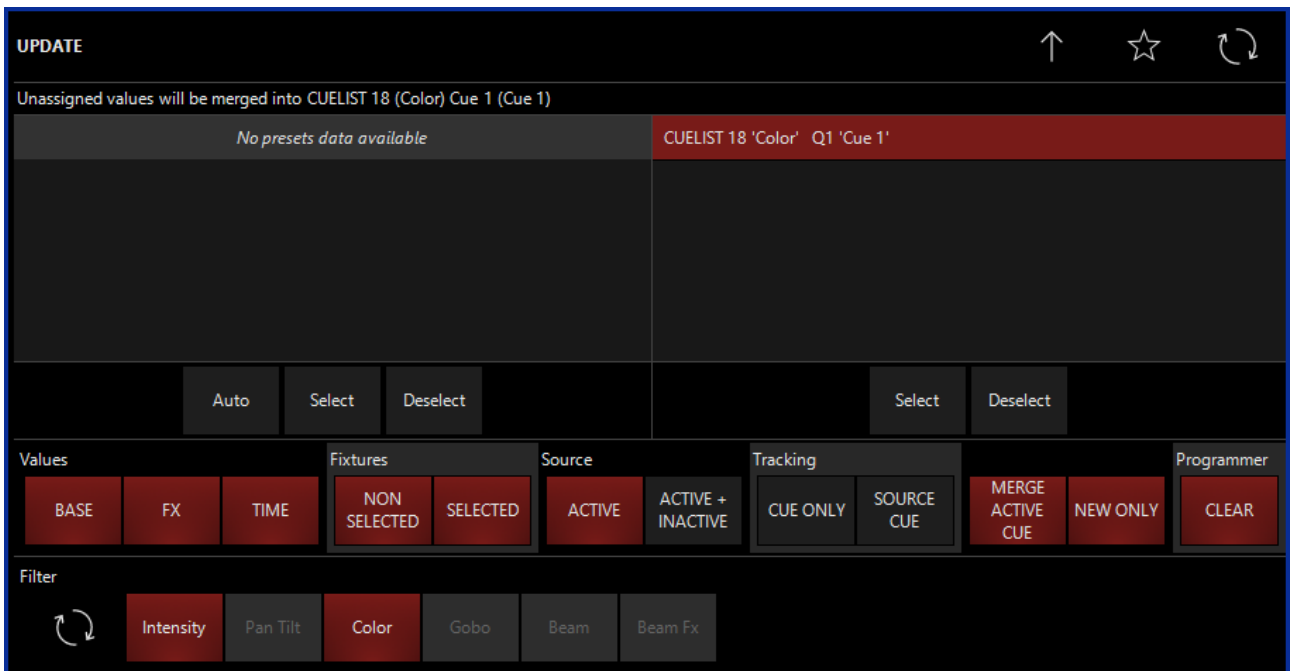 UPDATE
Unassigned values will be merged into CUELIST 18 (Color) Cue 1 (Cue 1)
No presets data available
CUELIST 18 'Color' Q1 'Cue 1'
Auto
Select
Deselect
Select
Deselect
Values
Fixtures
Source
Tracking
Programmer
BASE
FX
TIME
NON
SELECTED
SELECTED
ACTIVE
ACTIVE +
INACTIVE
CUE ONLY
SOURCE
CUE
MERGE
ACTIVE
CUE
NEW ONLY
CLEAR
Filter
Intensity
Pan Tilt
Color
Gobo
Beam
Beam Fx